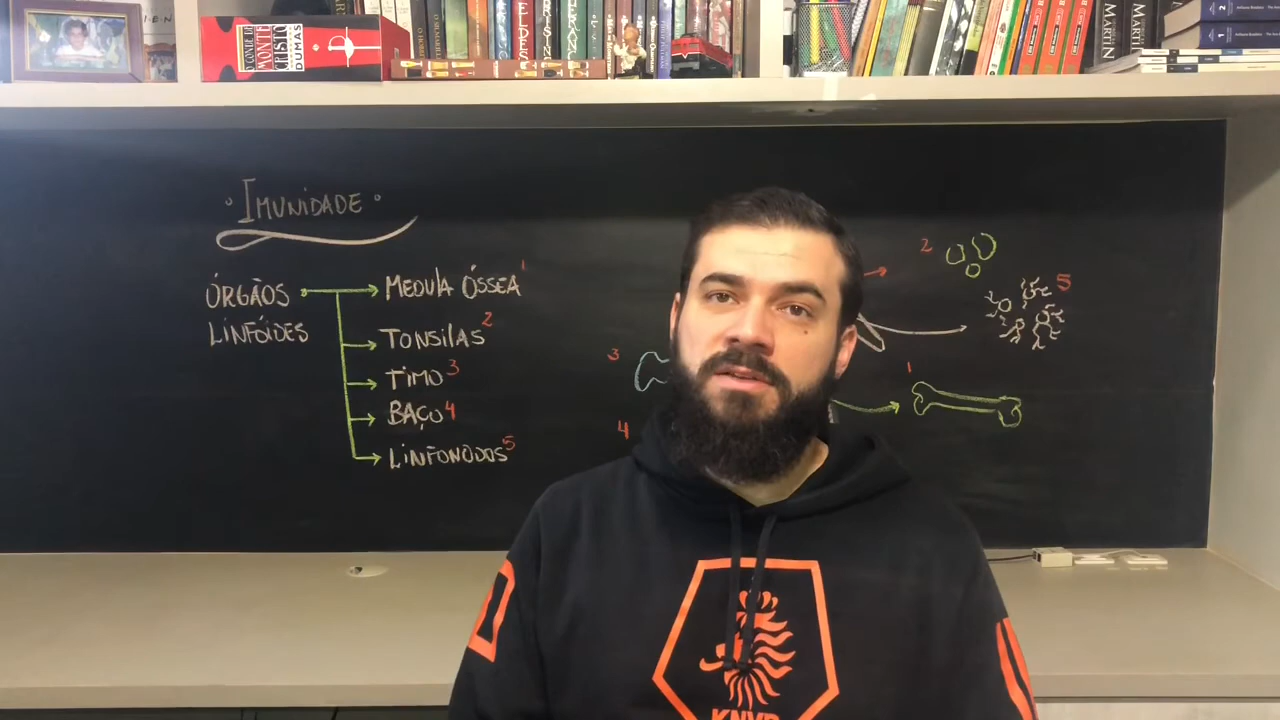 O CONDE DE
MONTE
CRISTO
DUMAS
MARTIN
MARTIN
· IMUNIDADE ·
ÓRGÃOS
LINFÓIDES
MEDULA ÓSSEA 1
TONSILAS 2
TIMO 3
BAÇO 4
LINFONODOS 5
2
5
3
1
4
KNVB